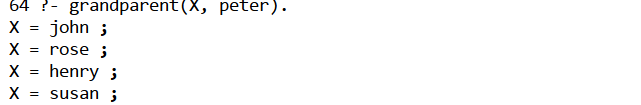 64 ?- grandparent(X, peter).
X = john ;
X = rose ;
X = henry ;
X = susan ;